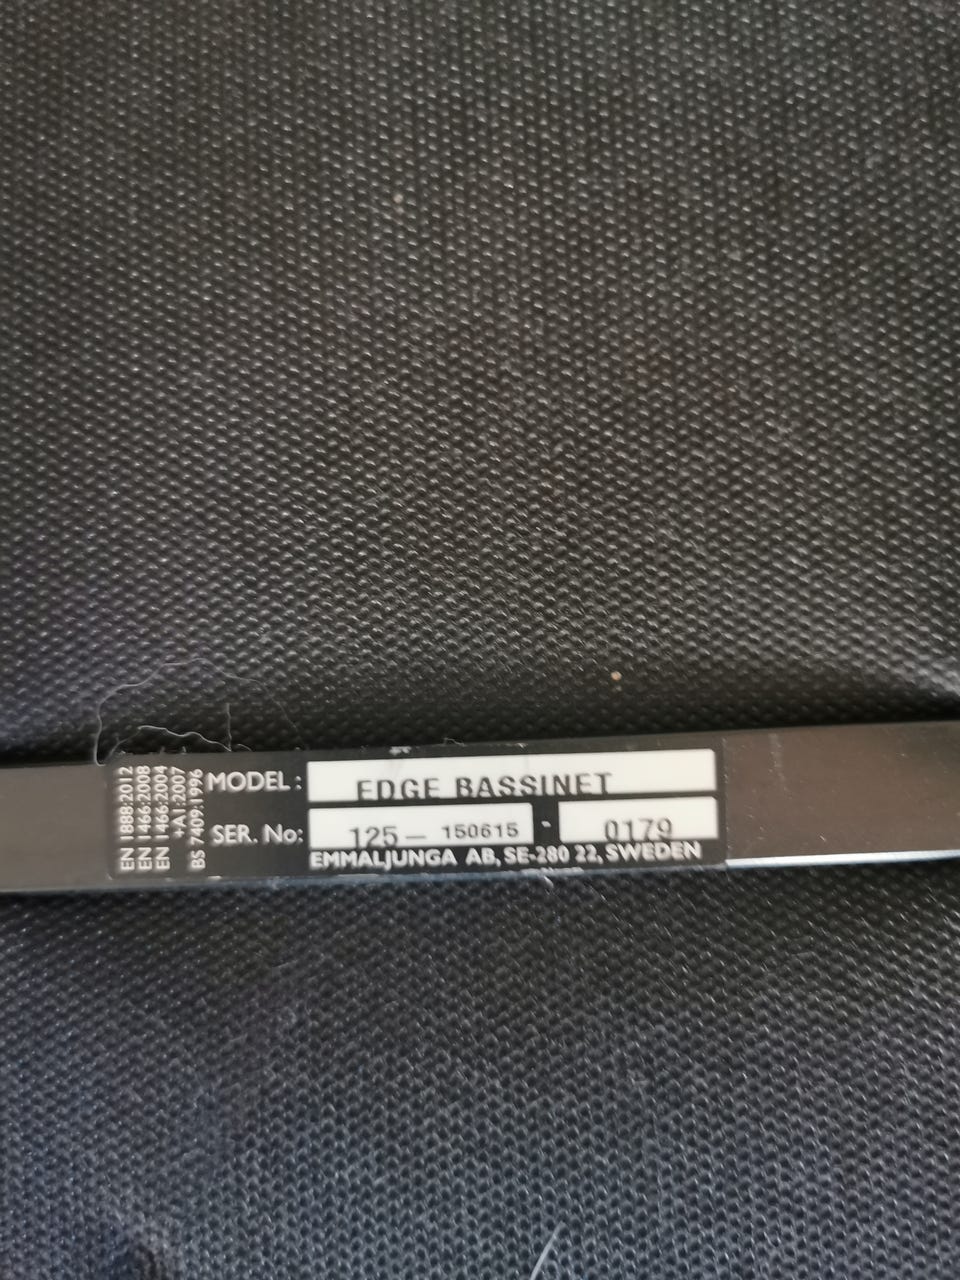 EN 1888:2012
EN 1466:2008
EN 1466:2004
+A1:2007
BS 7409:1996
MODEL: EDGE BASSINET
SER. No: 125- 150615 - 0179
EMMALJUNGA AB, SE-280 22, SWEDEN